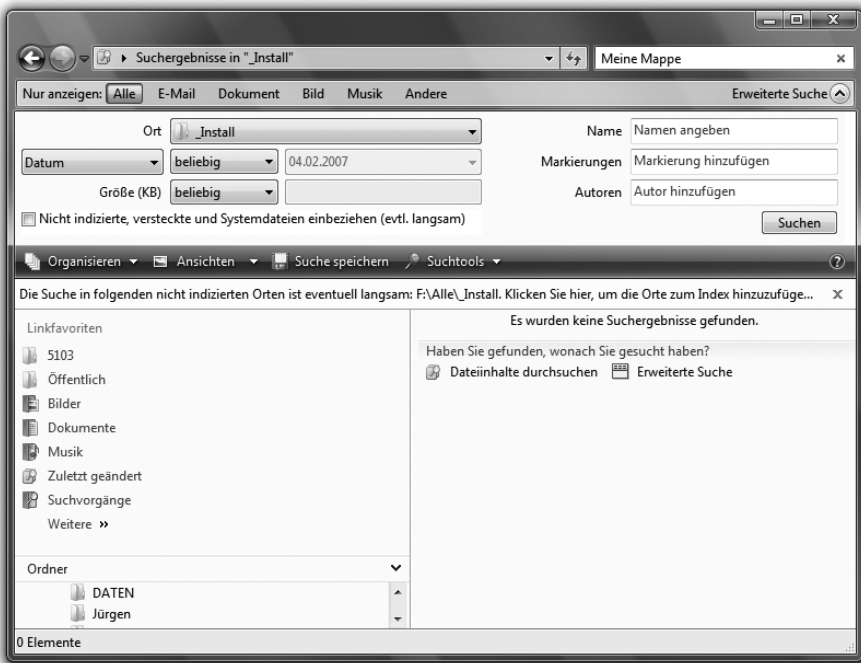 Suchergebnisse in "_Install"
Meine Mappe
Nur anzeigen: Alle E-Mail Dokument Bild Musik Andere Erweiterte Suche
Ort _Install Name Namen angeben
Datum beliebig 04.02.2007 Markierungen Markierung hinzufügen
Größe (KB) beliebig Autoren Autor hinzufügen
Nicht indizierte, versteckte und Systemdateien einbeziehen (evtl. langsam)
Suchen
Organisieren Ansichten Suche speichern Suchtools
Die Suche in folgenden nicht indizierten Orten ist eventuell langsam: F:\Alle\_Install. Klicken Sie hier, um die Orte zum Index hinzuzufüge...
Linkfavoriten
5103
Öffentlich
Bilder
Dokumente
Musik
Zuletzt geändert
Suchvorgänge
Weitere »
Ordner
DATEN
Jürgen
Es wurden keine Suchergebnisse gefunden.
Haben Sie gefunden, wonach Sie gesucht haben?
Dateiinhalte durchsuchen Erweiterte Suche
0 Elemente